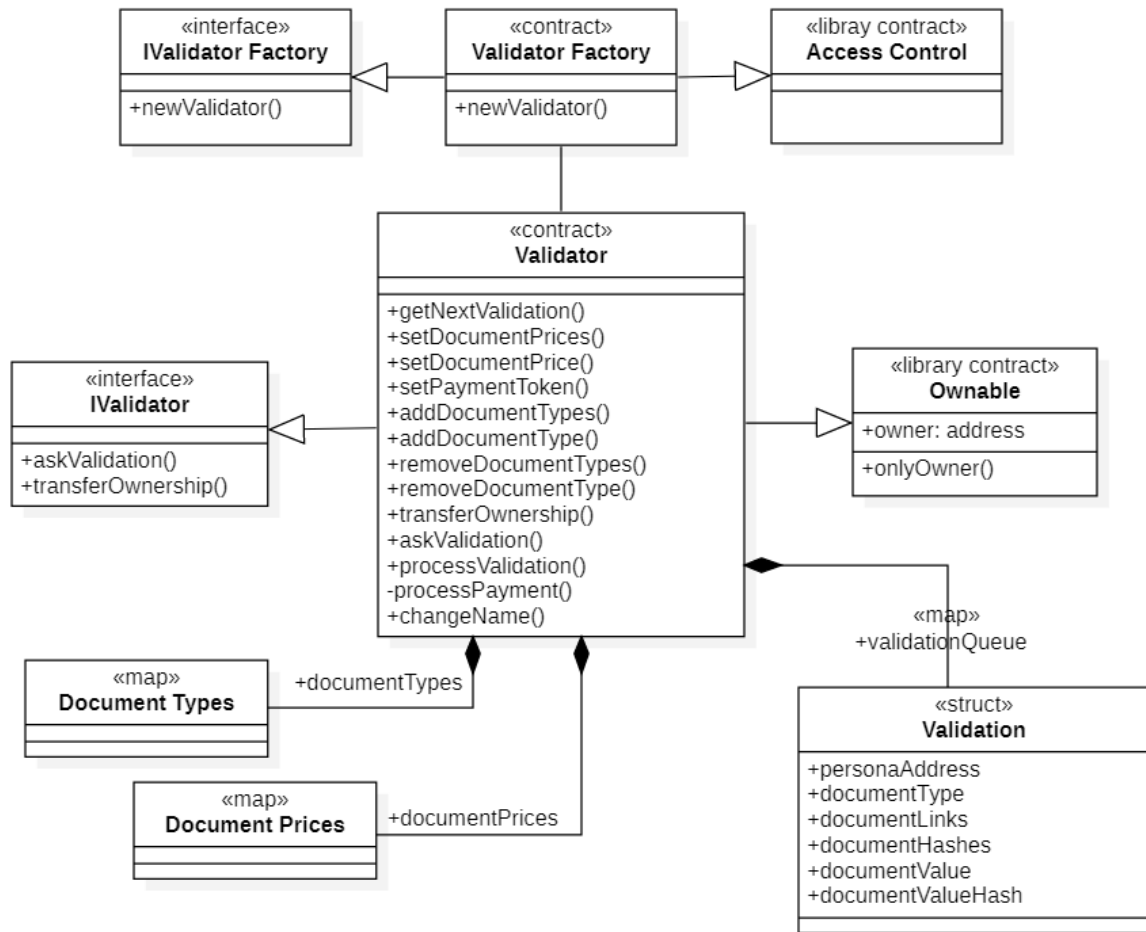 «interface»
IValidator Factory
+newValidator()
«contract»
Validator Factory
+newValidator()
«libray contract»
Access Control
«contract»
Validator
+getNextValidation()
+setDocumentPrices()
+setDocumentPrice()
+setPaymentToken()
+addDocumentTypes()
+addDocumentType()
+removeDocumentTypes()
+removeDocumentType()
+transferOwnership()
+askValidation()
+processValidation()
-processPayment()
+changeName()
«interface»
IValidator
+askValidation()
+transferOwnership()
«library contract»
Ownable
+owner: address
+onlyOwner()
«map»
+validationQueue
«map»
Document Types
+documentTypes
«map»
Document Prices
+documentPrices
«struct»
Validation
+personaAddress
+documentType
+documentLinks
+documentHashes
+documentValue
+documentValueHash